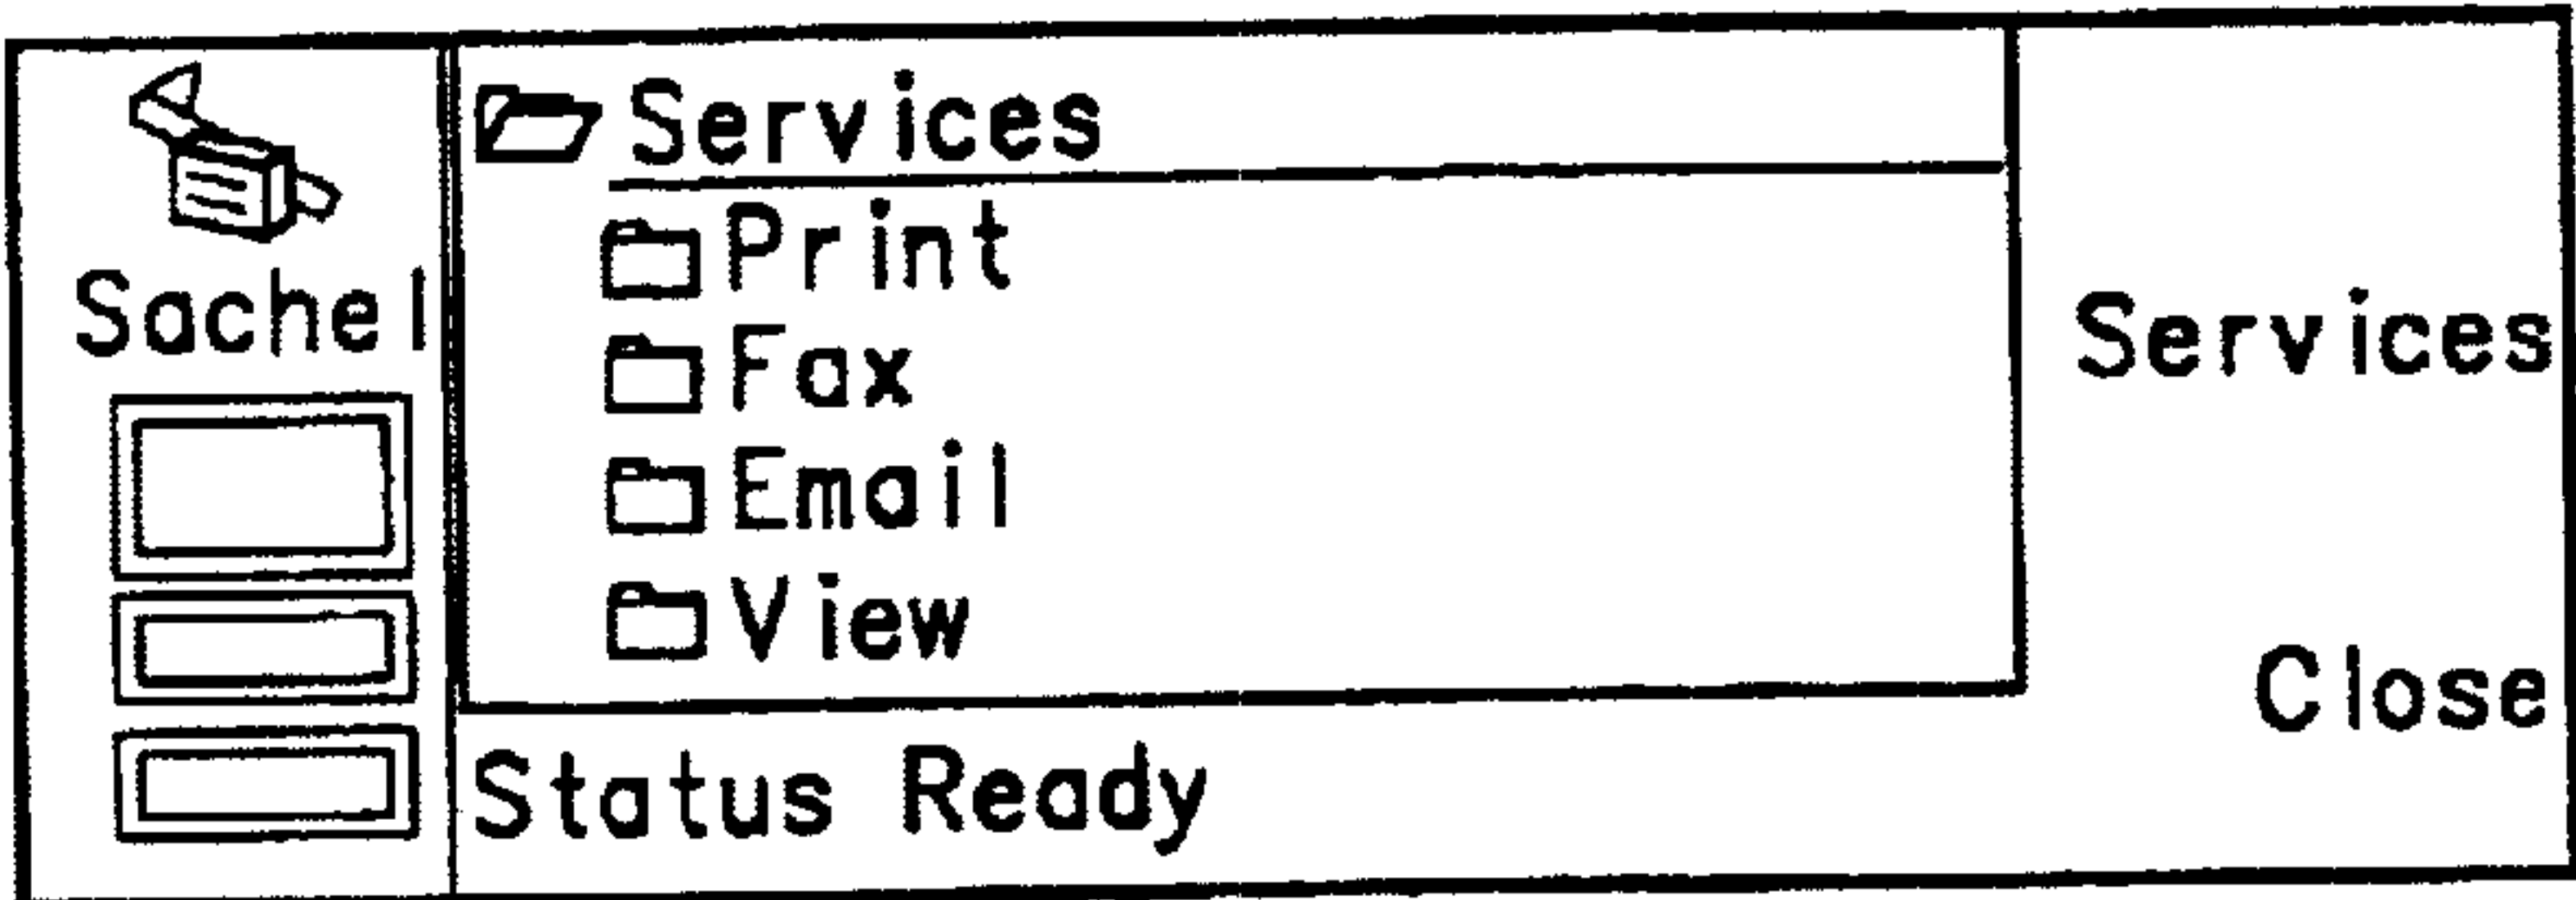 Sachel
Services
Print
Fax
Email
View
Status Ready
Services
Close